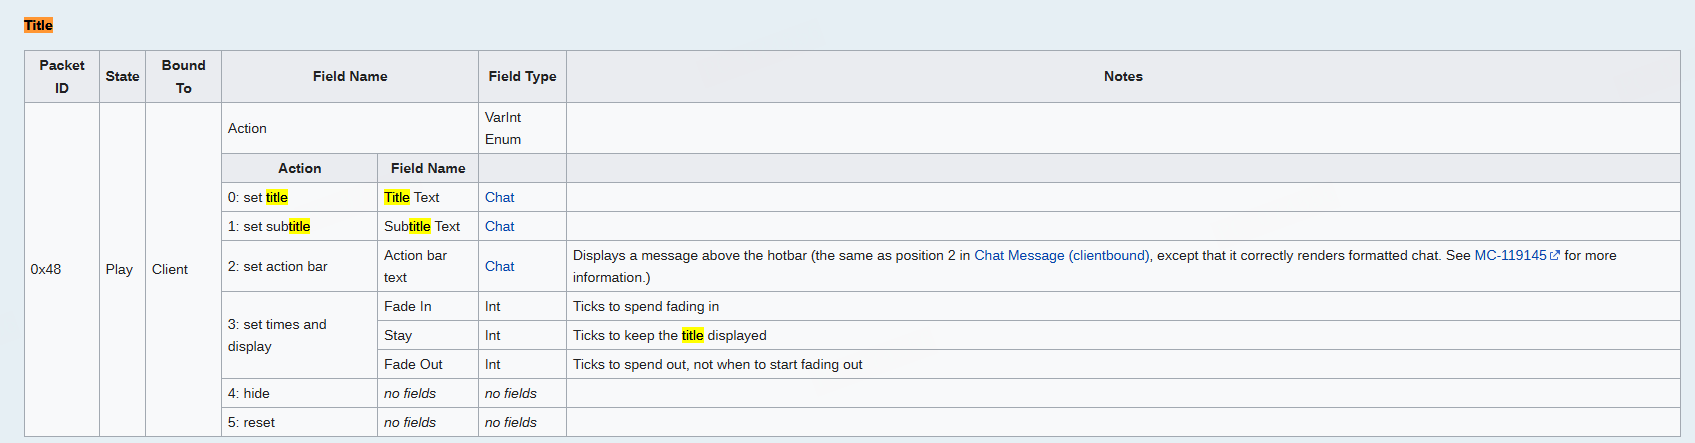 Title
Packet ID State Bound To Field Name Field Type Notes
0x48 Play Client Action VarInt Enum
Action Field Name
0: set title Title Text Chat
1: set subtitle Subtitle Text Chat
2: set action bar Action bar text Chat Displays a message above the hotbar (the same as position 2 in Chat Message (clientbound), except that it correctly renders formatted chat. See MC-119145 for more
information.)
3: set times and display Fade In Int Ticks to spend fading in
Stay Int Ticks to keep the title displayed
Fade Out Int Ticks to spend out, not when to start fading out
4: hide no fields no fields
5: reset no fields no fields